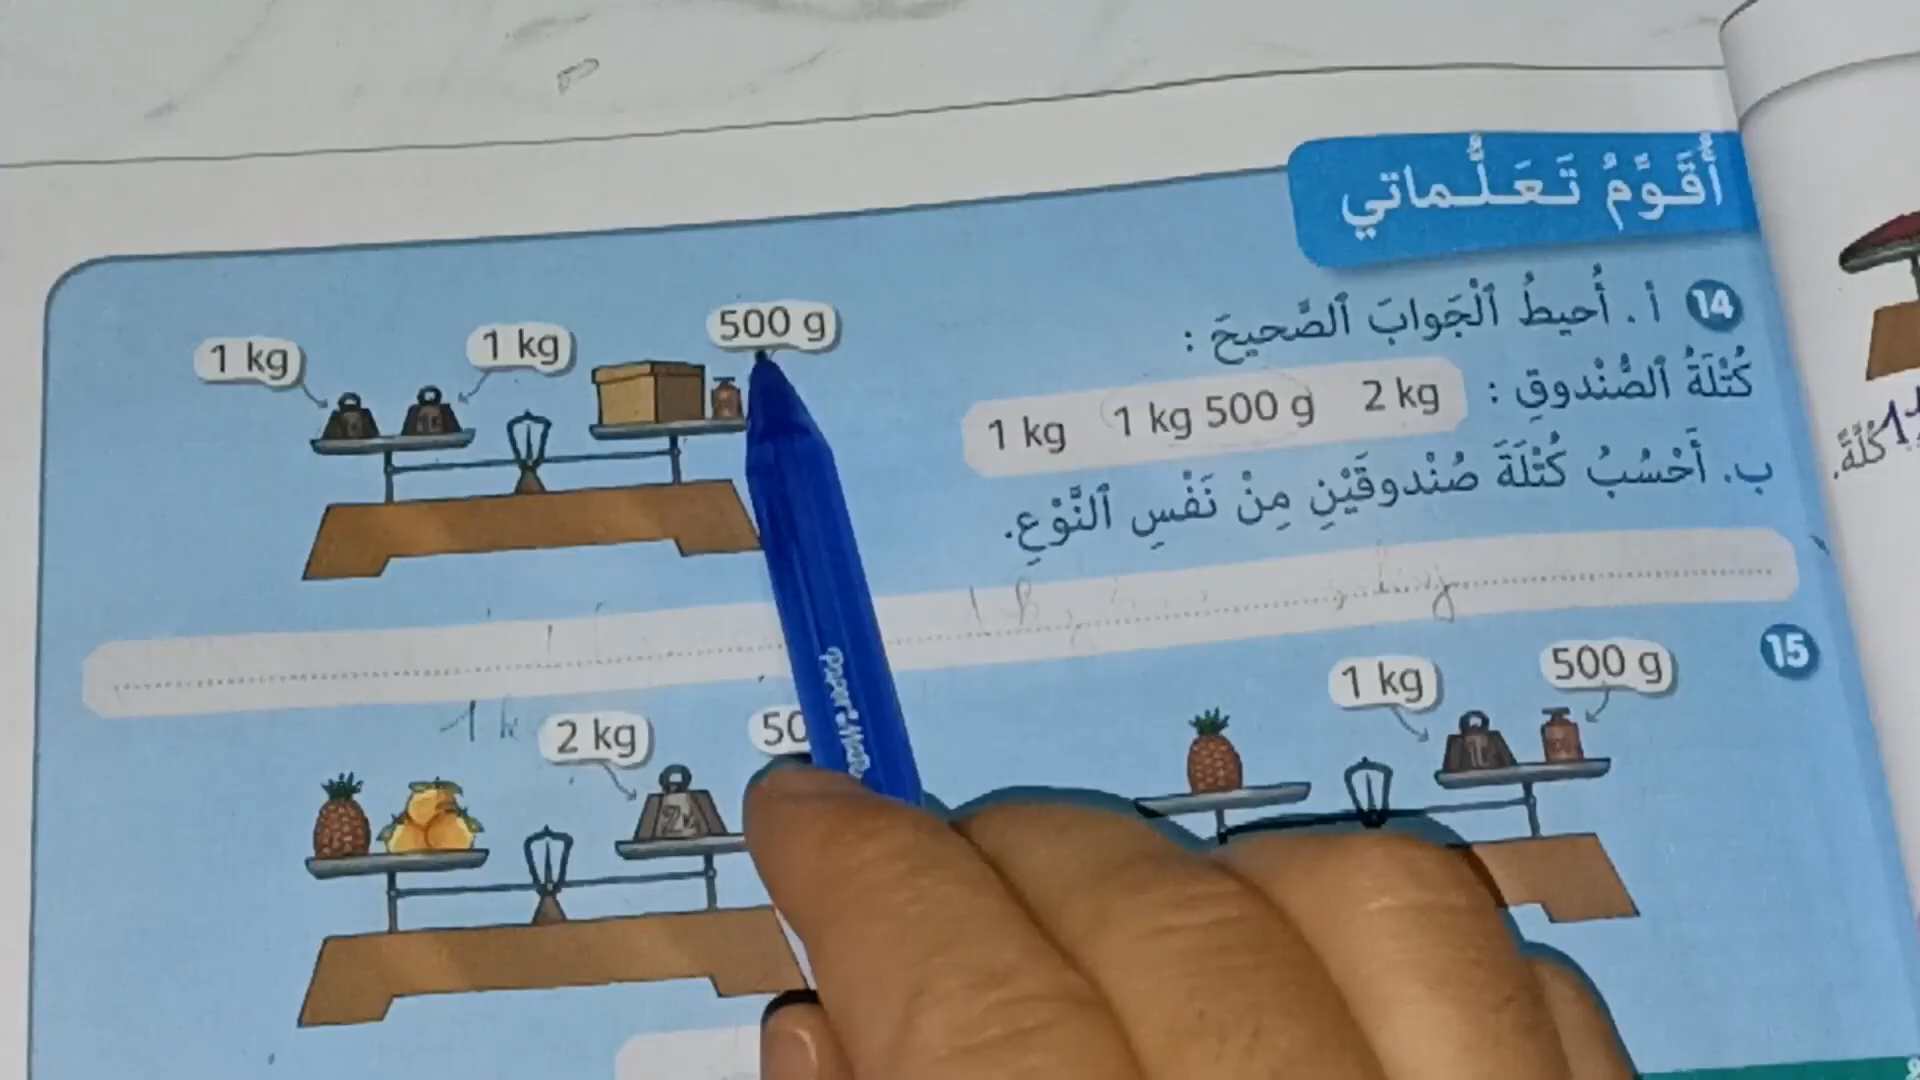 أُقَوِّمُ تَعَلُّماتي
14 أ. أُحيطُ ٱلْجَوابَ ٱلصَّحيحَ :
كُتْلَةُ ٱلصُّنْدوقِ : 2 kg 1 kg 500 g 1 kg
ب. أَحْسُبُ كُتْلَةَ صُنْدوقَيْنِ مِنْ نَفْسِ ٱلنَّوْعِ.
1 kg 1 kg 500 g
15
1 kg 500 g
2 kg